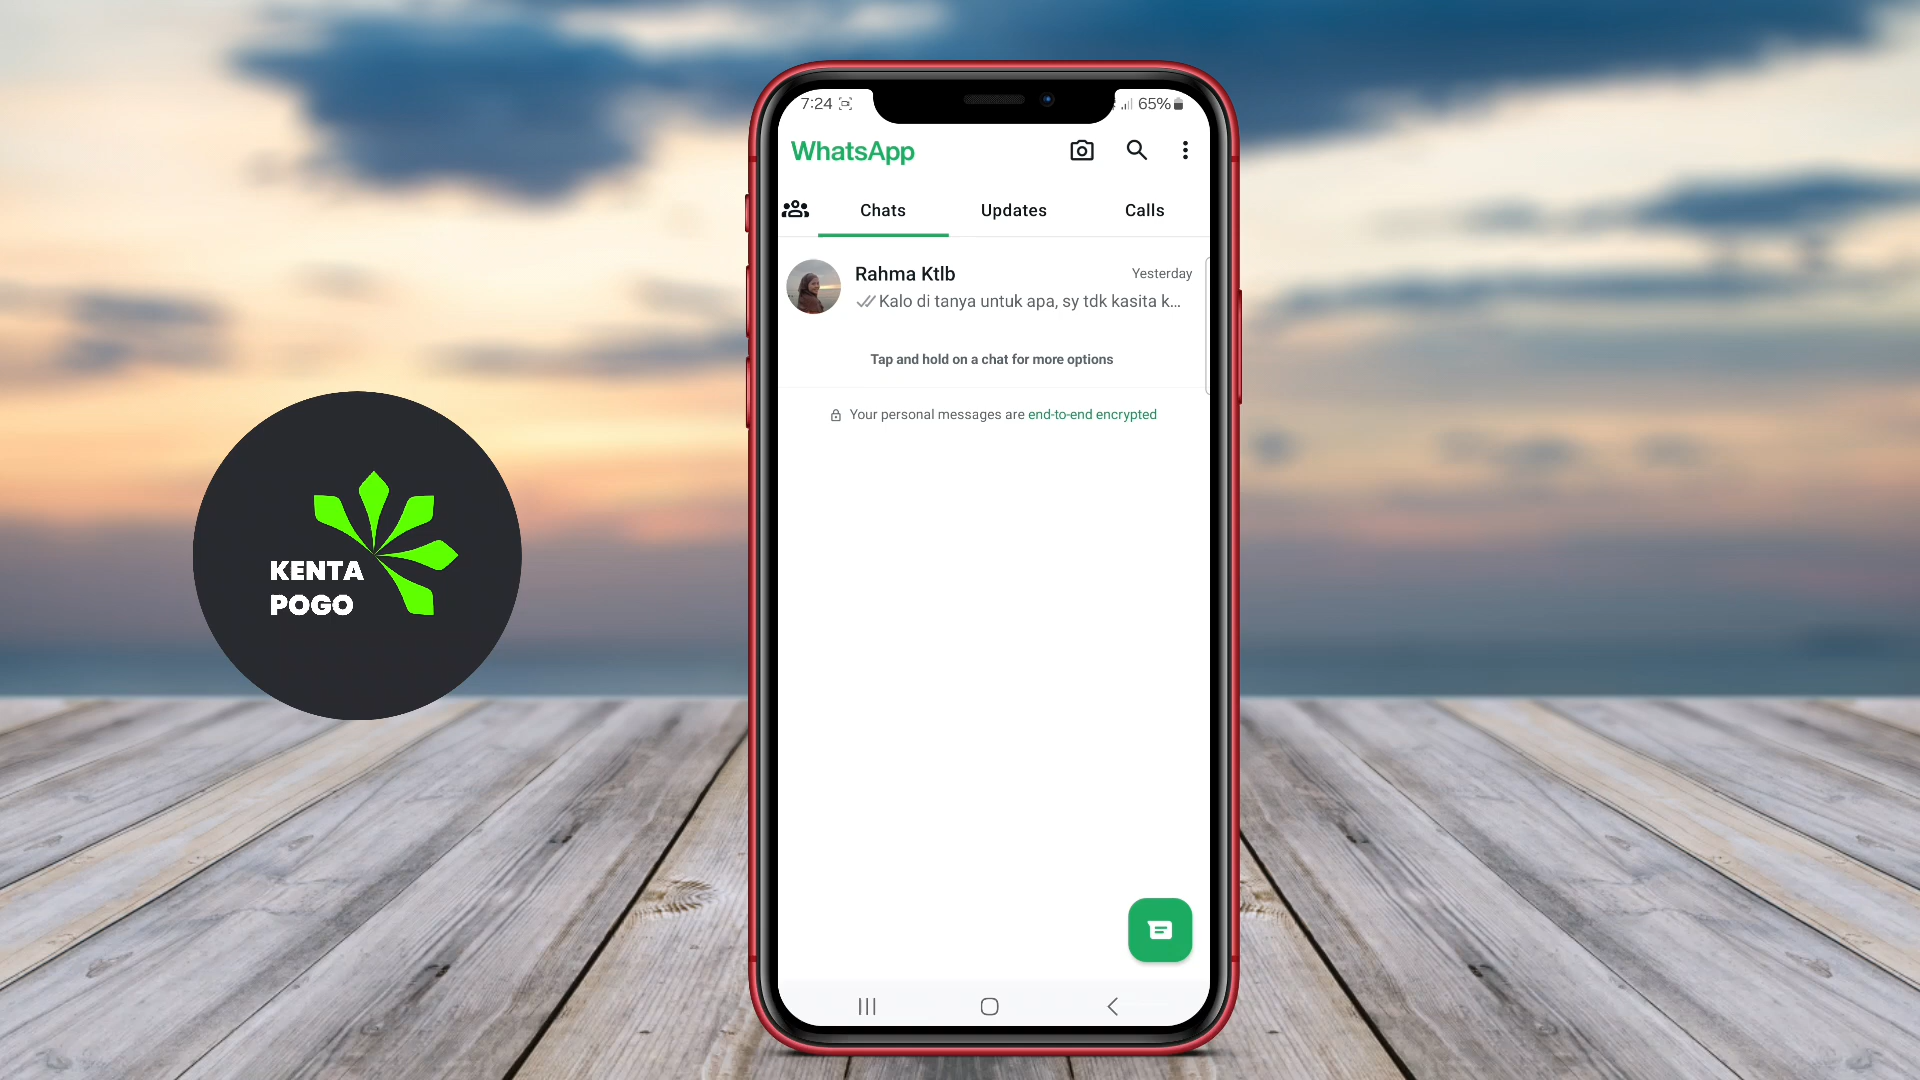 7:24
65%
WhatsApp
Chats
Updates
Calls
Rahma Ktlb
Yesterday
Kalo di tanya untuk apa, sy tdk kasita k...
Tap and hold on a chat for more options
Your personal messages are end-to-end encrypted
KENTA
POGO